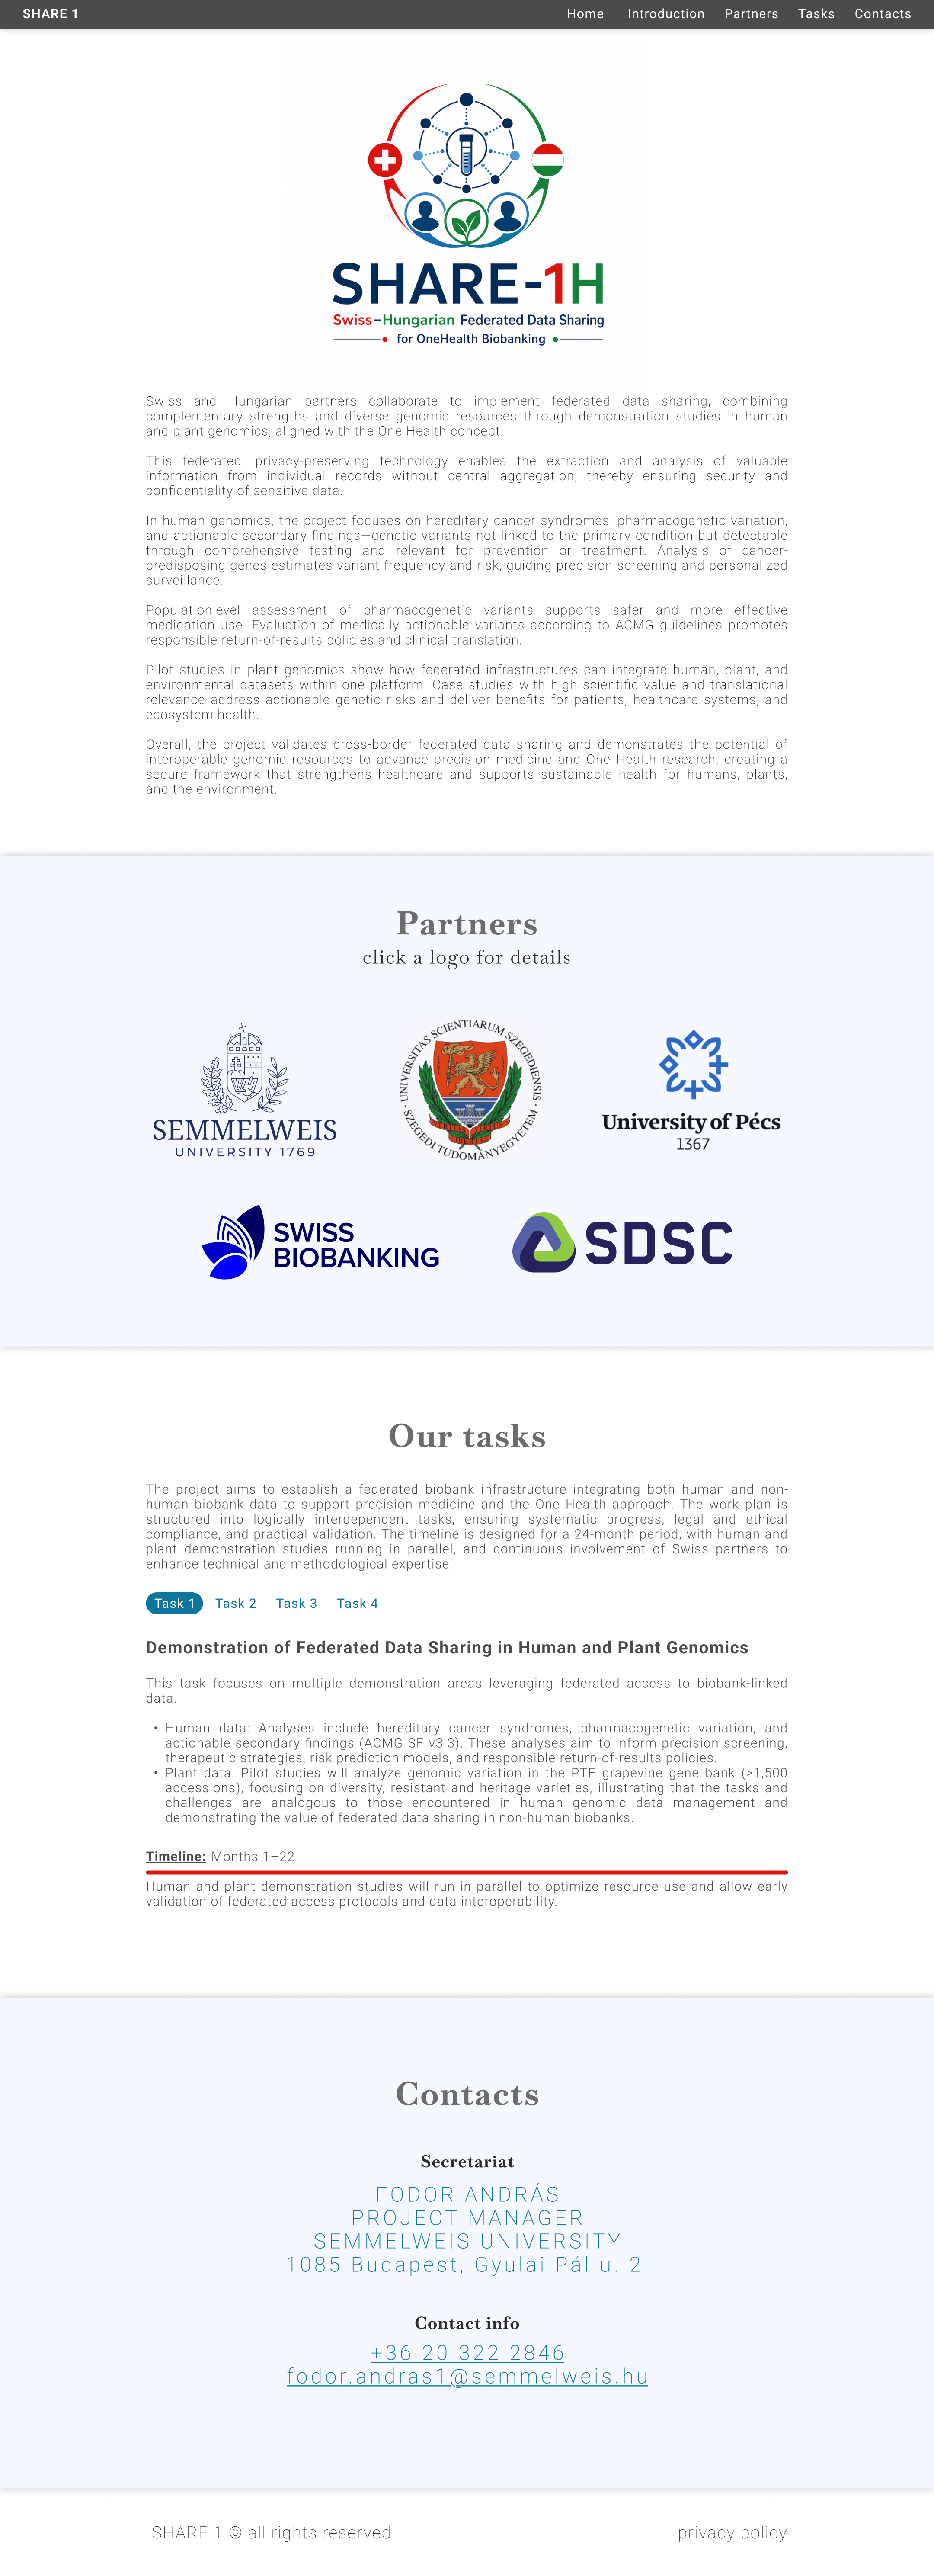 SHARE 1
Home Introduction Partners Tasks Contacts
SHARE-1H
Swiss–Hungarian Federated Data Sharing
for OneHealth Biobanking
Swiss and Hungarian partners collaborate to implement federated data sharing, combining
complementary strengths and diverse genomic resources through demonstration studies in human
and plant genomics, aligned with the One Health concept.
This federated, privacy-preserving technology enables the extraction and analysis of valuable
information from individual records without central aggregation, thereby ensuring security and
confidentiality of sensitive data.
In human genomics, the project focuses on hereditary cancer syndromes, pharmacogenetic variation,
and actionable secondary findings—genetic variants not linked to the primary condition but detectable
through comprehensive testing and relevant for prevention or treatment. Analysis of cancer-
predisposing genes estimates variant frequency and risk, guiding precision screening and personalized
surveillance.
Populationlevel assessment of pharmacogenetic variants supports safer and more effective
medication use. Evaluation of medically actionable variants according to ACMG guidelines promotes
responsible return-of-results policies and clinical translation.
Pilot studies in plant genomics show how federated infrastructures can integrate human, plant, and
environmental datasets within one platform. Case studies with high scientific value and translational
relevance address actionable genetic risks and deliver benefits for patients, healthcare systems, and
ecosystem health.
Overall, the project validates cross-border federated data sharing and demonstrates the potential of
interoperable genomic resources to advance precision medicine and One Health research, creating a
secure framework that strengthens healthcare and supports sustainable health for humans, plants,
and the environment.
Partners
click a logo for details
SEMMELWEIS
UNIVERSITY 1769
UNIVERSITAS SCIENTIARUM SZEGEDIENSIS
SZEGEDI TUDOMÁNYEGYETEM
University of Pécs
1367
SWISS
BIOBANKING
SDSC
Our tasks
The project aims to establish a federated biobank infrastructure integrating both human and non-
human biobank data to support precision medicine and the One Health approach. The work plan is
structured into logically interdependent tasks, ensuring systematic progress, legal and ethical
compliance, and practical validation. The timeline is designed for a 24-month period, with human and
plant demonstration studies running in parallel, and continuous involvement of Swiss partners to
enhance technical and methodological expertise.
Task 1 Task 2 Task 3 Task 4
Demonstration of Federated Data Sharing in Human and Plant Genomics
This task focuses on multiple demonstration areas leveraging federated access to biobank-linked
data.
• Human data: Analyses include hereditary cancer syndromes, pharmacogenetic variation, and
actionable secondary findings (ACMG SF v3.3). These analyses aim to inform precision screening,
therapeutic strategies, risk prediction models, and responsible return-of-results policies.
• Plant data: Pilot studies will analyze genomic variation in the PTE grapevine gene bank (>1,500
accessions), focusing on diversity, resistant and heritage varieties, illustrating that the tasks and
challenges are analogous to those encountered in human genomic data management and
demonstrating the value of federated data sharing in non-human biobanks.
Timeline: Months 1–22
Human and plant demonstration studies will run in parallel to optimize resource use and allow early
validation of federated access protocols and data interoperability.
Contacts
Secretariat
FODOR ANDRÁS
PROJECT MANAGER
SEMMELWEIS UNIVERSITY
1085 Budapest, Gyulai Pál u. 2.
Contact info
+36 20 322 2846
fodor.andras1@semmelweis.hu
SHARE 1 © all rights reserved
privacy policy